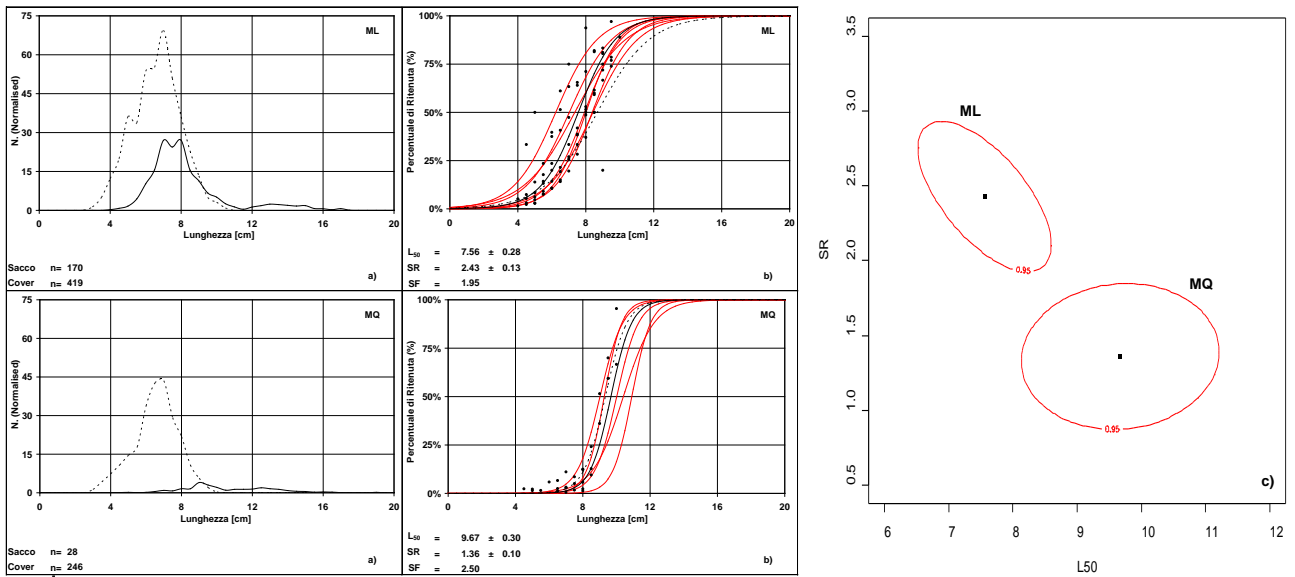 75
60
45
30
15
0
N. (Normalised)
ML
0 4 8 12 16 20
Lunghezza [cm]
Sacco n= 170
Cover n= 419
a)
100%
75%
50%
25%
0%
Percentuale di Ritenuta (%)
ML
0 4 8 12 16 20
Lunghezza [cm]
L50 = 7.56 ± 0.28
SR = 2.43 ± 0.13
SF = 1.95
b)
75
60
45
30
15
0
N. (Normalised)
MQ
0 4 8 12 16 20
Lunghezza [cm]
Sacco n= 28
Cover n= 246
a)
100%
75%
50%
25%
0%
Percentuale di Ritenuta (%)
MQ
0 4 8 12 16 20
Lunghezza [cm]
L50 = 9.67 ± 0.30
SR = 1.36 ± 0.10
SF = 2.50
b)
3.5
3.0
2.5
2.0
1.5
1.0
0.5
SR
ML
0.95
MQ
0.95
c)
6 7 8 9 10 11 12
L50